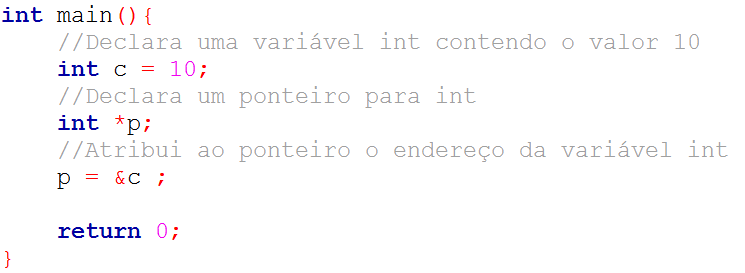 int main(){
    //Declara uma variável int contendo o valor 10
    int c = 10;
    //Declara um ponteiro para int
    int *p;
    //Atribui ao ponteiro o endereço da variável int
    p = &c ;

    return 0;
}